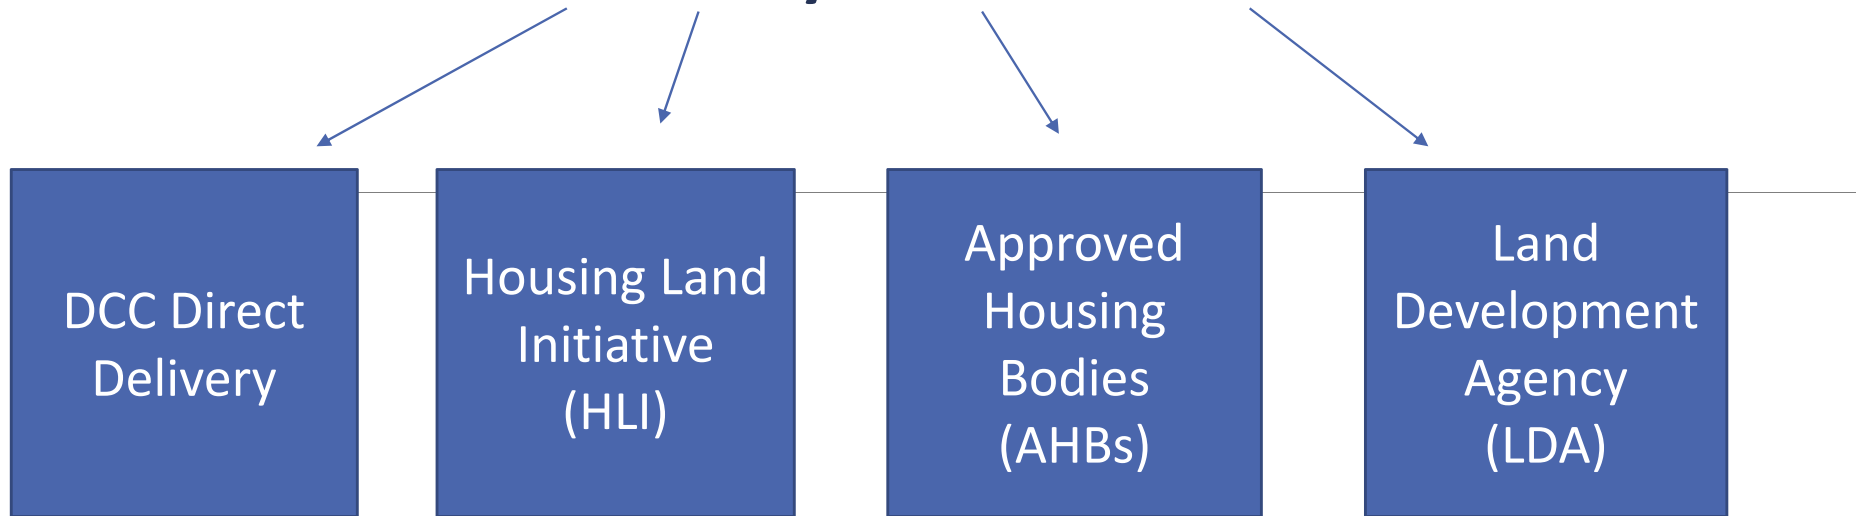 DCC Direct
Delivery
Housing Land
Initiative
(HLI)
Approved
Housing
Bodies
(AHBs)
Land
Development
Agency
(LDA)